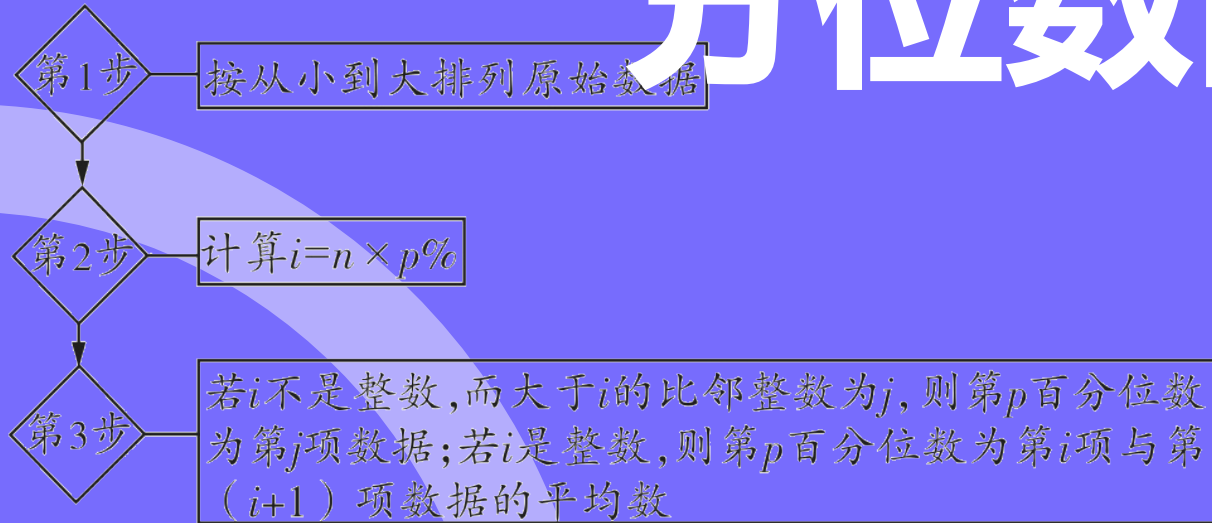 分位数
第1步
按从小到大排列原始数据
第2步
计算i=n×p%
第3步
若i不是整数,而大于i的比邻整数为j,则第p百分位数
为第j项数据;若i是整数,则第p百分位数为第i项与第
（i+1）项数据的平均数